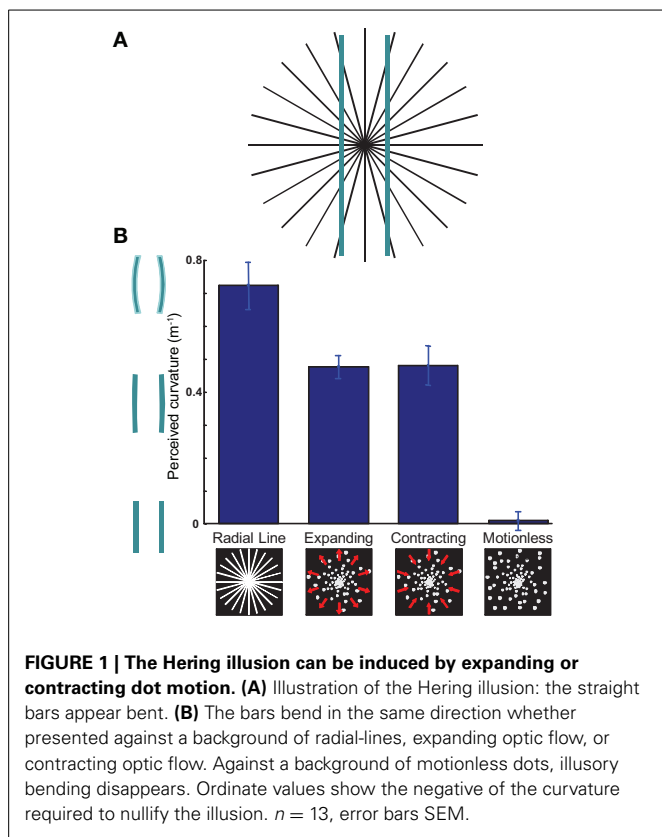 A
B
Perceived curvature (m⁻¹)
0.8
0.4
0
Radial Line Expanding Contracting Motionless
FIGURE 1 | The Hering illusion can be induced by expanding or
contracting dot motion. (A) Illustration of the Hering illusion: the straight
bars appear bent. (B) The bars bend in the same direction whether
presented against a background of radial-lines, expanding optic flow, or
contracting optic flow. Against a background of motionless dots, illusory
bending disappears. Ordinate values show the negative of the curvature
required to nullify the illusion. n = 13, error bars SEM.